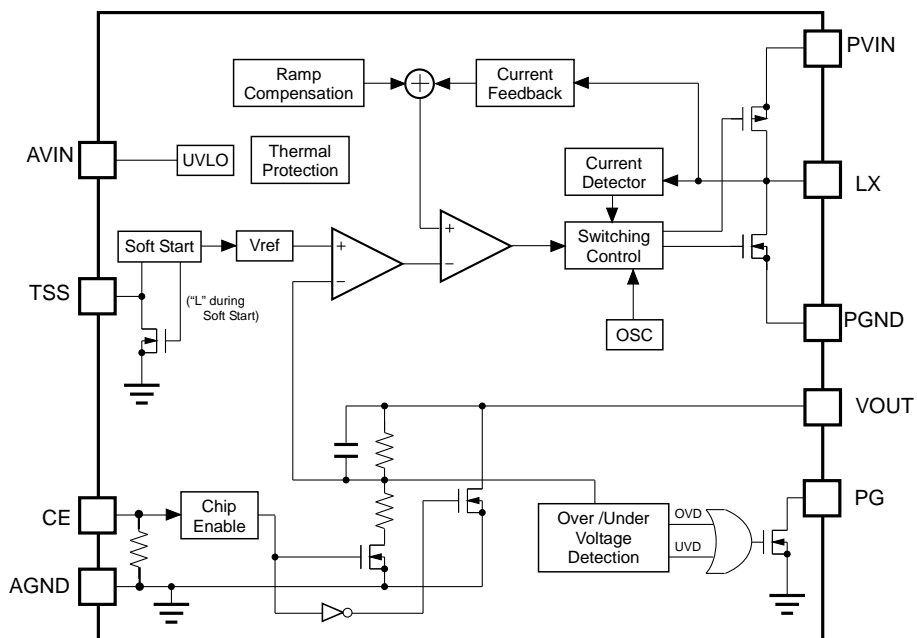 PVIN
Ramp
Compensation
Current
Feedback
AVIN
UVLO
Thermal
Protection
Current
Detector
LX
Soft Start
Vref
+
−
+
−
Switching
Control
TSS
("L" during
Soft Start)
OSC
PGND
VOUT
CE
Chip
Enable
Over /Under
Voltage
Detection
OVD
UVD
PG
AGND